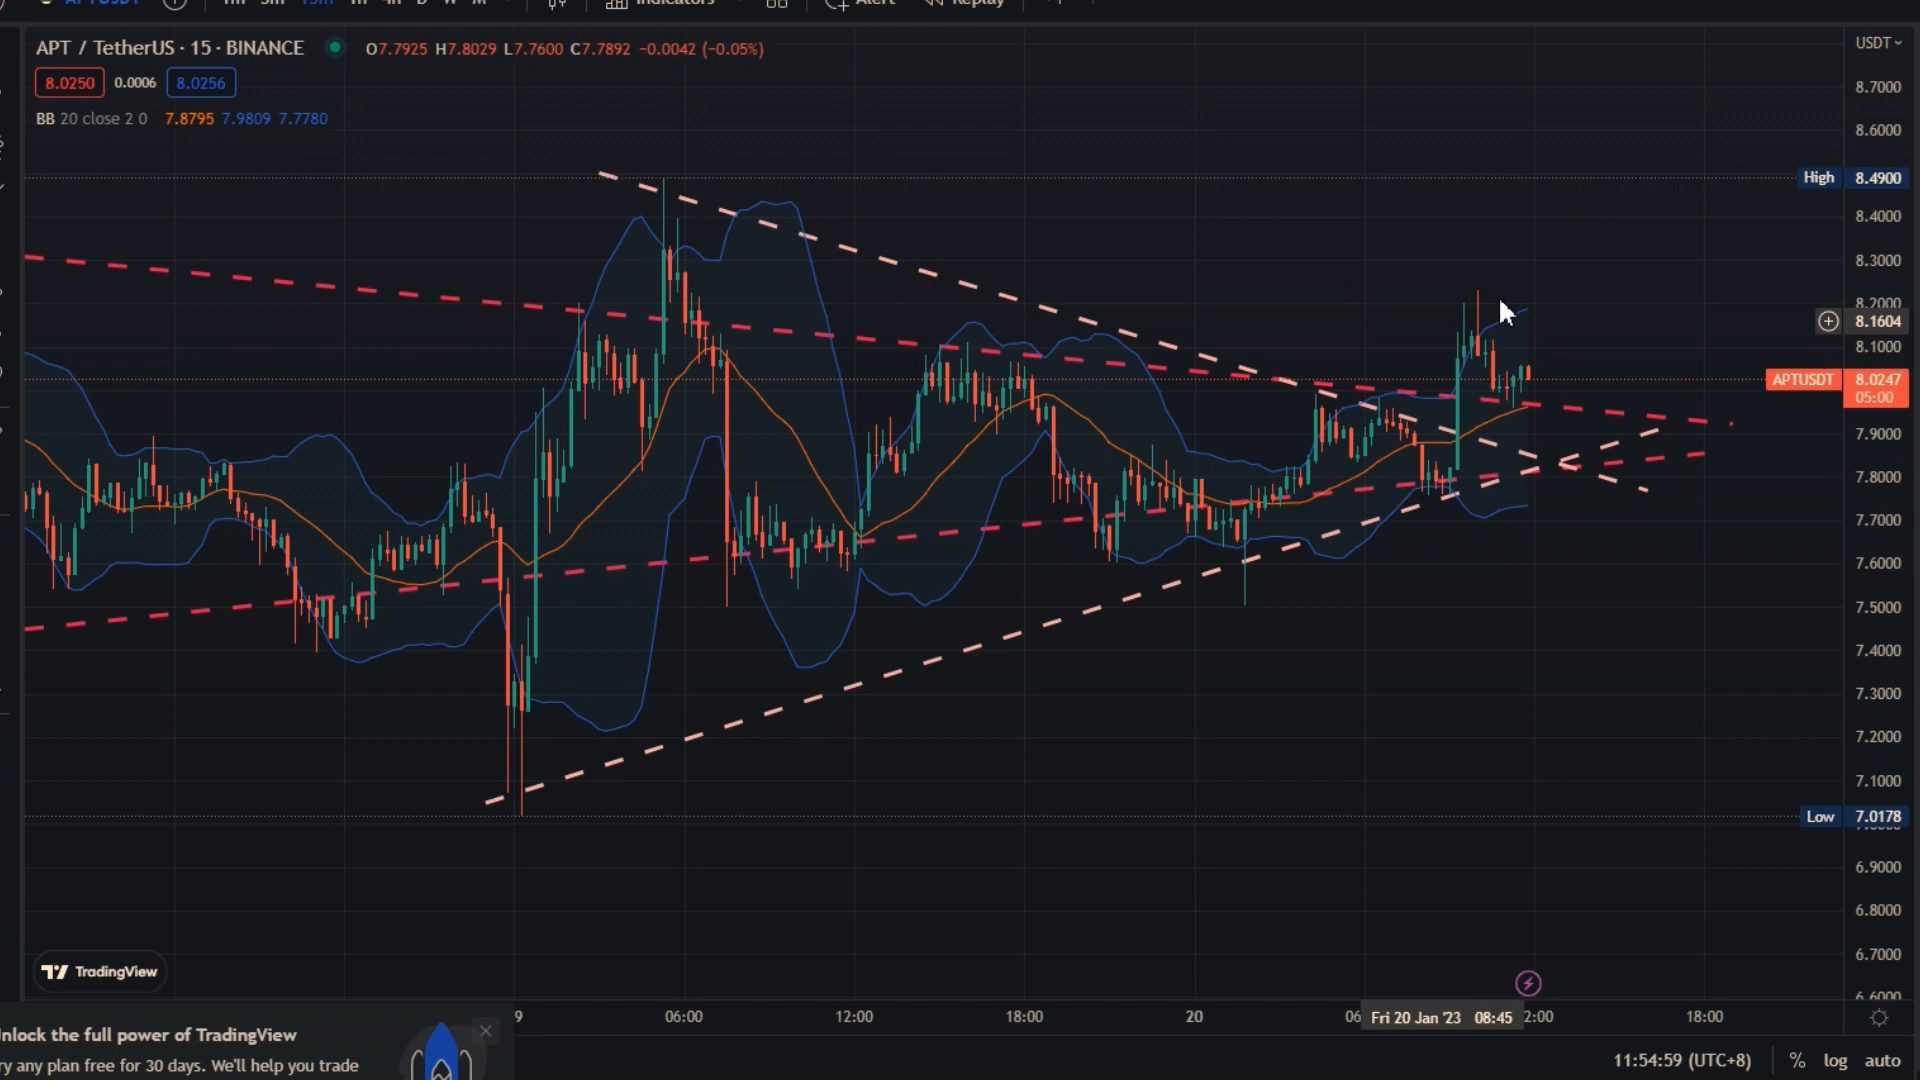 APT / TetherUS · 15 · BINANCE O7.7925 H7.8029 L7.7600 C7.7892 −0.0042 (−0.05%)
USDT
8.0250 0.0006 8.0256
BB 20 close 2 0 7.8795 7.9809 7.7780
8.7000
8.6000
High 8.4900
8.4000
8.3000
8.2000
8.1604
8.1000
APTUSDT 8.0247
05:00
7.9000
7.8000
7.7000
7.6000
7.5000
7.4000
7.3000
7.2000
7.1000
Low 7.0178
6.9000
6.8000
6.7000
6.6000
TradingView
9 06:00 12:00 18:00 20 06 Fri 20 Jan '23 08:45 2:00 18:00
nlock the full power of TradingView
ry any plan free for 30 days. We'll help you trade
11:54:59 (UTC+8) % log auto